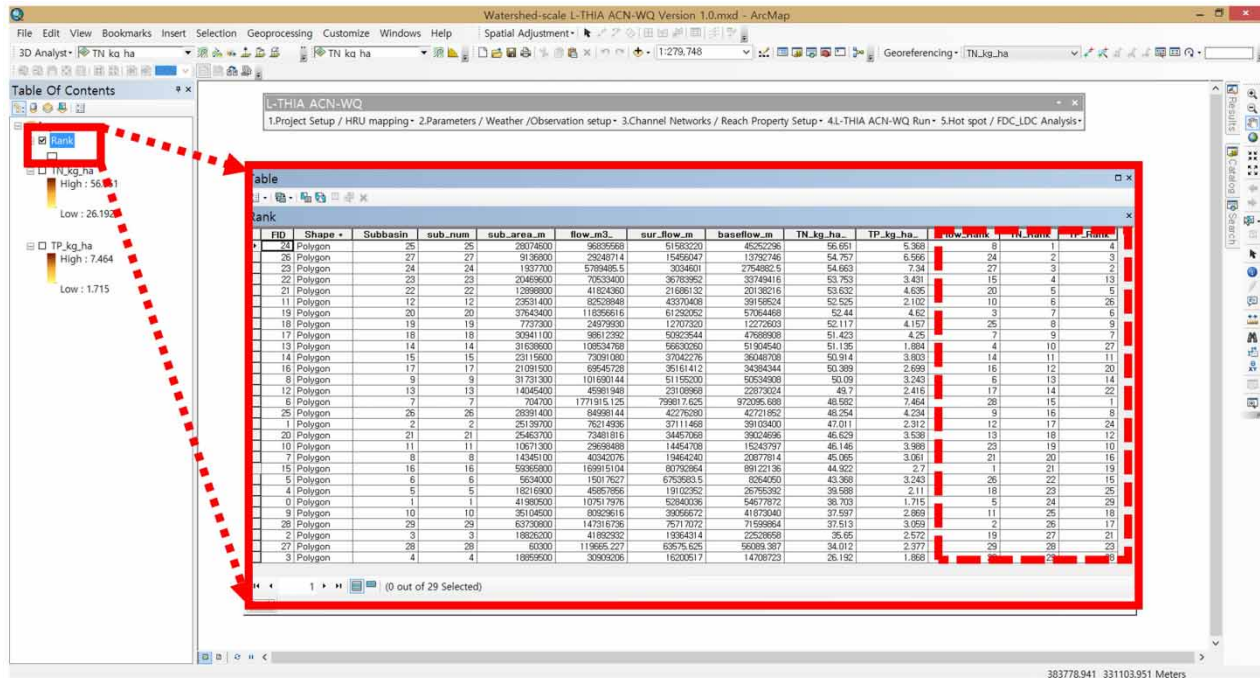 Watershed-scale L-THIA ACN-WQ Version 1.0.mxd - ArcMap
File Edit View Bookmarks Insert Selection Geoprocessing Customize Windows Help Spatial Adjustment
3D Analyst TN kg ha TN kg ha 1:279,748 Georeferencing TN_kg_ha
Table Of Contents
L-THIA ACN-WQ
1.Project Setup / HRU mapping 2.Parameters / Weather /Observation setup 3.Channel Networks / Reach Property Setup 4.L-THIA ACN-WQ Run 5.Hot spot / FDC_LDC Analysis
Rank
TN_kg_ha
Low : 26.192
TP_kg_ha
High : 7.464
Low : 1.715
Results
Catalog
Search
Table
Rank
FID Shape Subbasin sub_num sub_area_m flow_m3_ sur_flow_m baseflow_m TN_kg_ha_ TP_kg_ha_ flow_Rank TN_Rank TP_Rank
24 Polygon 25 25 28074600 96835568 51583220 45252296 56.651 5.368 8 1 4
26 Polygon 27 27 9136800 29248714 15456047 13792746 54.757 6.566 24 2 3
23 Polygon 24 24 1937700 5789485.5 3034601 2754882.5 54.663 7.34 27 3 2
22 Polygon 23 23 20469600 70533400 36783952 33749416 53.753 3.431 15 4 13
21 Polygon 22 22 12898800 41824360 21686132 20138216 53.632 4.635 20 5 5
11 Polygon 12 12 23531400 82528848 43370408 39158524 52.525 2.102 10 6 26
19 Polygon 20 20 37643400 118356616 61292052 57064468 52.44 4.62 3 7 6
18 Polygon 19 19 7737300 24979930 12707320 12272603 52.117 4.157 25 8 9
17 Polygon 18 18 30941100 98612392 50923544 47688908 51.423 4.25 7 9 7
13 Polygon 14 14 31638600 108534768 56630260 51904540 51.135 1.884 4 10 27
14 Polygon 15 15 23115600 73091080 37042276 36048708 50.914 3.803 14 11 11
16 Polygon 17 17 21091500 69545728 35161412 34384344 50.389 2.699 16 12 20
8 Polygon 9 9 31731300 101690144 51155200 50534908 50.09 3.243 6 13 14
12 Polygon 13 13 14045400 45981948 23108968 22873024 49.7 2.416 17 14 22
6 Polygon 7 7 704700 1771915.125 799817.625 972095.688 48.582 7.464 28 15 1
25 Polygon 26 26 28391400 84998144 42276280 42721852 48.254 4.234 9 16 8
1 Polygon 2 2 25139700 76214936 37111468 39103400 47.011 2.312 12 17 24
20 Polygon 21 21 25463700 73481816 34457068 39024696 46.629 3.538 13 18 12
10 Polygon 11 11 10671300 29698488 14454708 15243797 46.146 3.988 23 19 10
7 Polygon 8 8 14345100 40342076 19464240 20877814 45.065 3.061 21 20 16
15 Polygon 16 16 59365800 169915104 80792864 89122136 44.922 2.7 1 21 19
5 Polygon 6 6 5634000 15017627 6753583.5 8264050 43.368 3.243 26 22 15
4 Polygon 5 5 18216900 45857856 19102352 26755392 39.588 2.11 18 23 25
0 Polygon 1 1 41980500 107517976 52840036 54677872 38.703 1.715 5 24 29
9 Polygon 10 10 35104500 80929616 39056672 41873040 37.597 2.869 11 25 18
28 Polygon 29 29 63730800 147316736 75717072 71599864 37.513 3.059 2 26 17
2 Polygon 3 3 18826200 41892932 19364314 22528658 35.65 2.572 19 27 21
27 Polygon 28 28 60300 119665.227 63575.625 56089.387 34.012 2.377 29 28 23
3 Polygon 4 4 18859500 30909206 16200517 14708723 26.192 1.868
1 (0 out of 29 Selected)
383778.941 331103.951 Meters